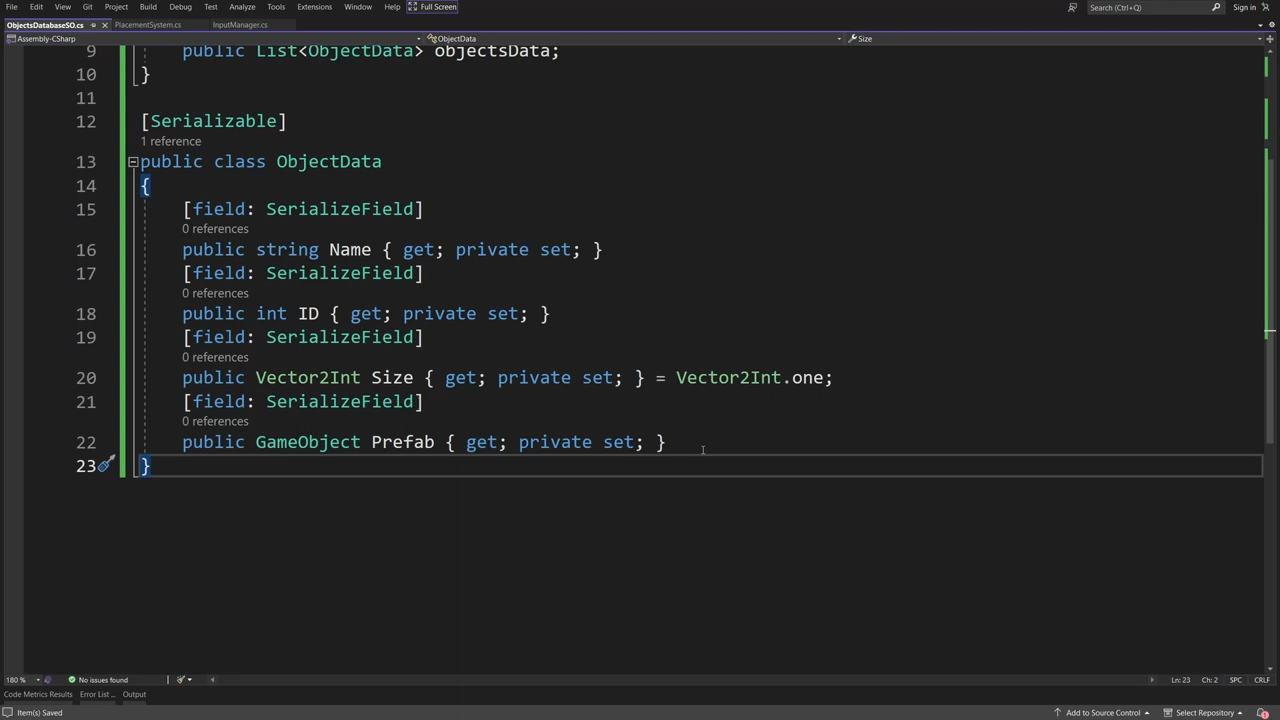 File Edit View Git Project Build Debug Test Analyze Tools Extensions Window Help Full Screen Search (Ctrl+Q) Sign in
ObjectsDatabaseSO.cs PlacementSystem.cs InputManager.cs
Assembly-CSharp ObjectData Size
9 public List<ObjectData> objectsData;
10 }
11
12 [Serializable]
1 reference
13 public class ObjectData
14 {
15 [field: SerializeField]
0 references
16 public string Name { get; private set; }
17 [field: SerializeField]
0 references
18 public int ID { get; private set; }
19 [field: SerializeField]
0 references
20 public Vector2Int Size { get; private set; } = Vector2Int.one;
21 [field: SerializeField]
0 references
22 public GameObject Prefab { get; private set; }
23 }
180 % No issues found Ln: 23 Ch: 2 SPC CRLF
Code Metrics Results Error List ... Output
Item(s) Saved Add to Source Control Select Repository